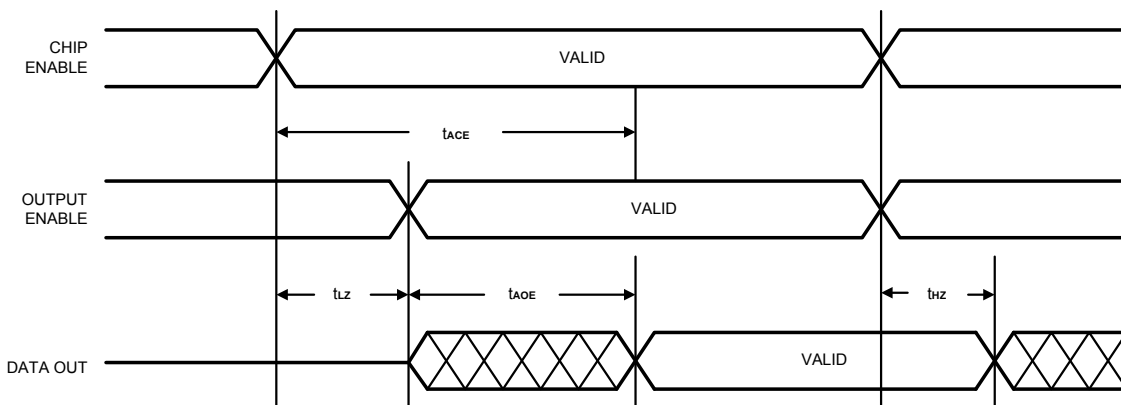 CHIP
ENABLE
VALID
tACE
OUTPUT
ENABLE
VALID
tLZ
tAOE
tHZ
DATA OUT
VALID